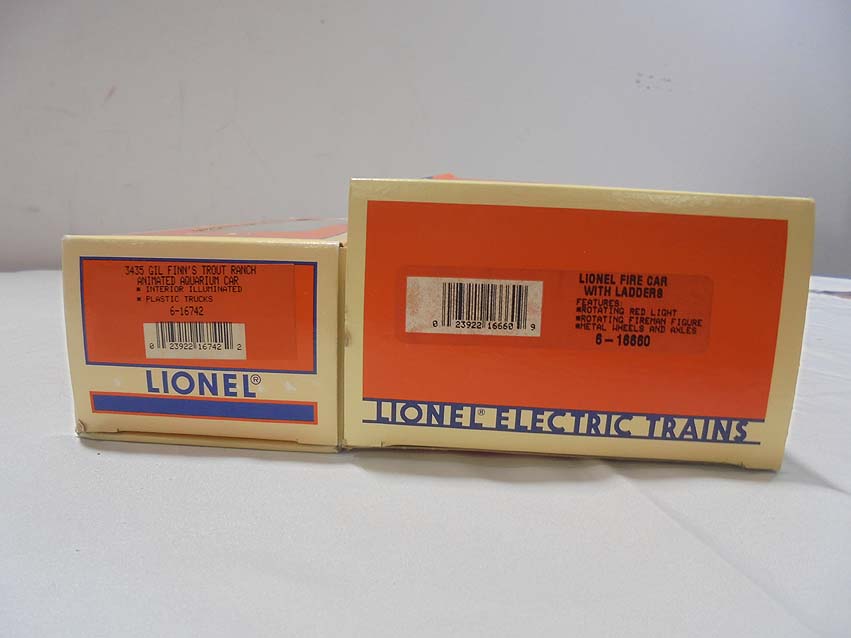 3435 GIL FINN'S TROUT RANCH
ANIMATED AQUARIUM CAR
* INTERIOR ILLUMINATED
* PLASTIC TRUCKS
6-16742
0 23922 16742 2
LIONEL®
LIONEL FIRE CAR
WITH LADDERS
FEATURES:
*ROTATING RED LIGHT
*ROTATING FIREMAN FIGURE
*METAL WHEELS AND AXLES
6-16660
0 23922 16660 9
LIONEL® ELECTRIC TRAINS